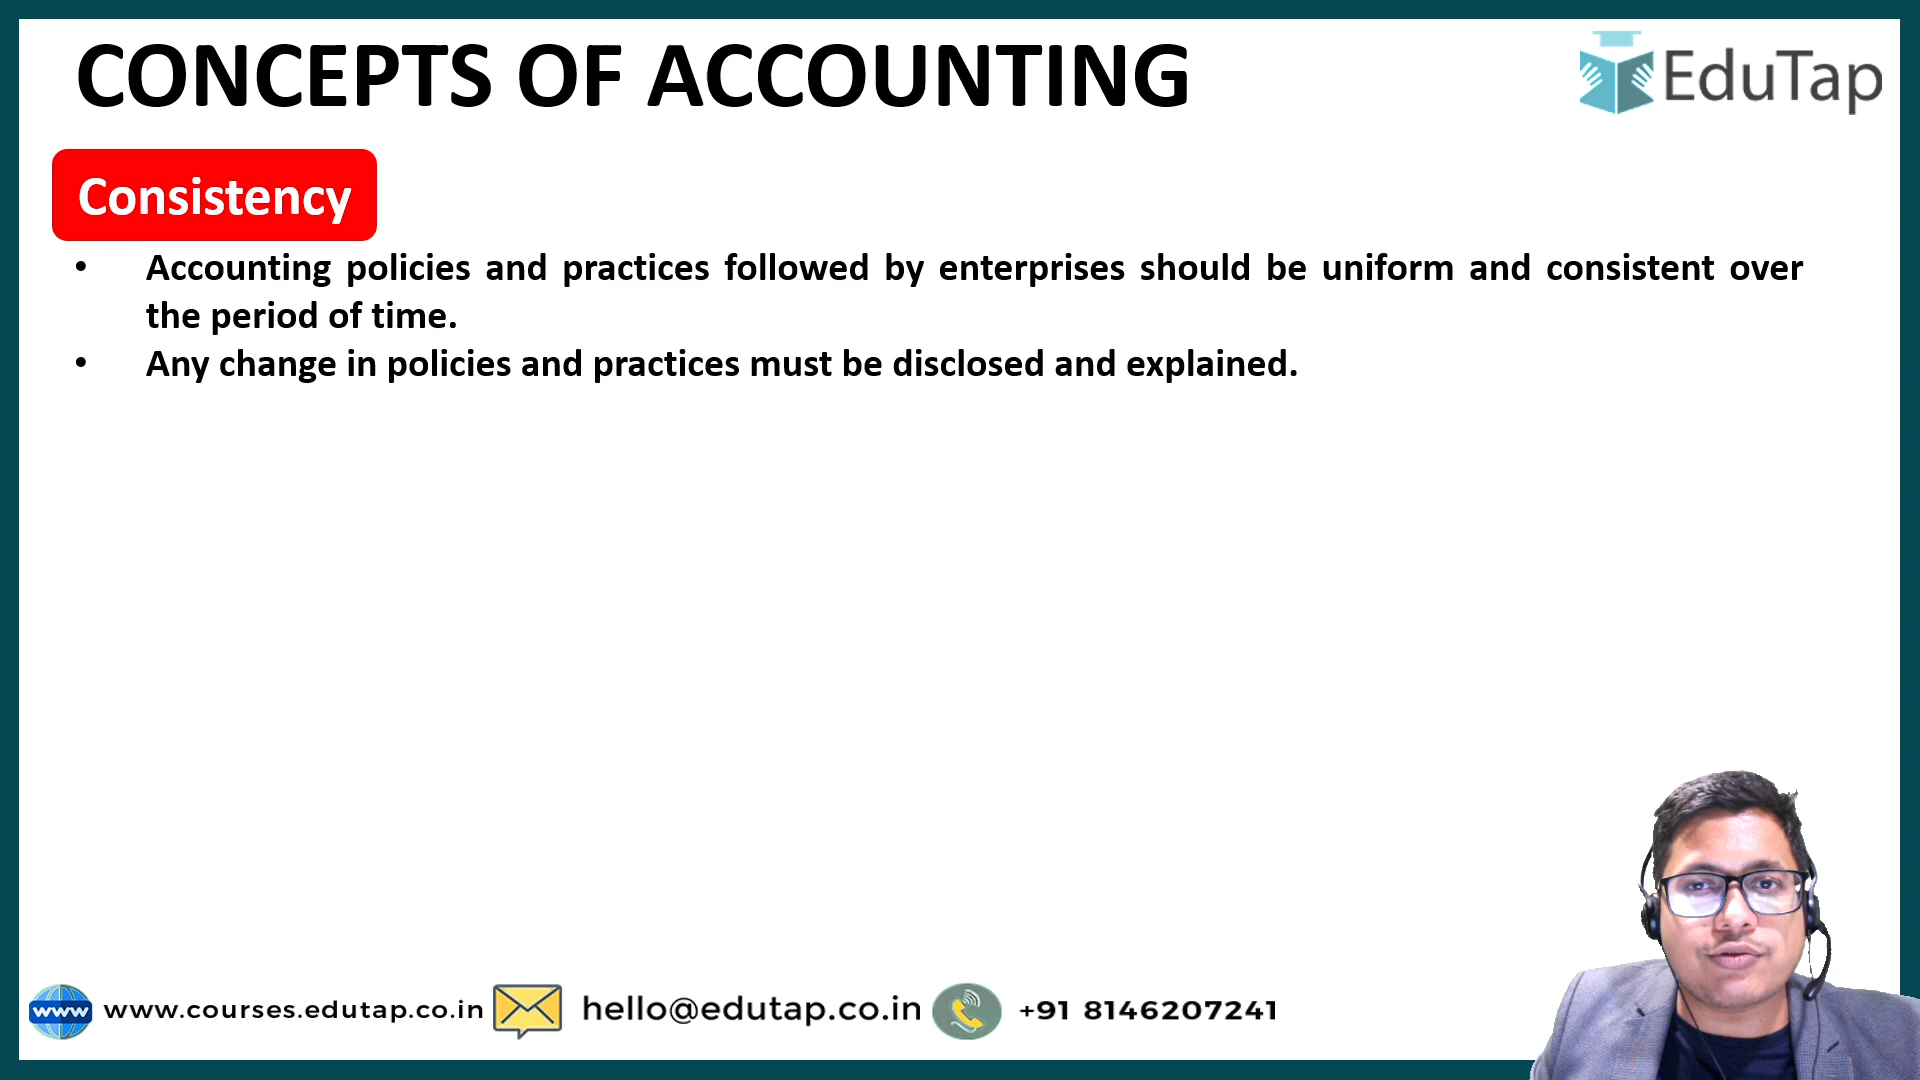 CONCEPTS OF ACCOUNTING
EduTap
Consistency
• Accounting policies and practices followed by enterprises should be uniform and consistent over
the period of time.
• Any change in policies and practices must be disclosed and explained.
www www.courses.edutap.co.in hello@edutap.co.in +91 8146207241